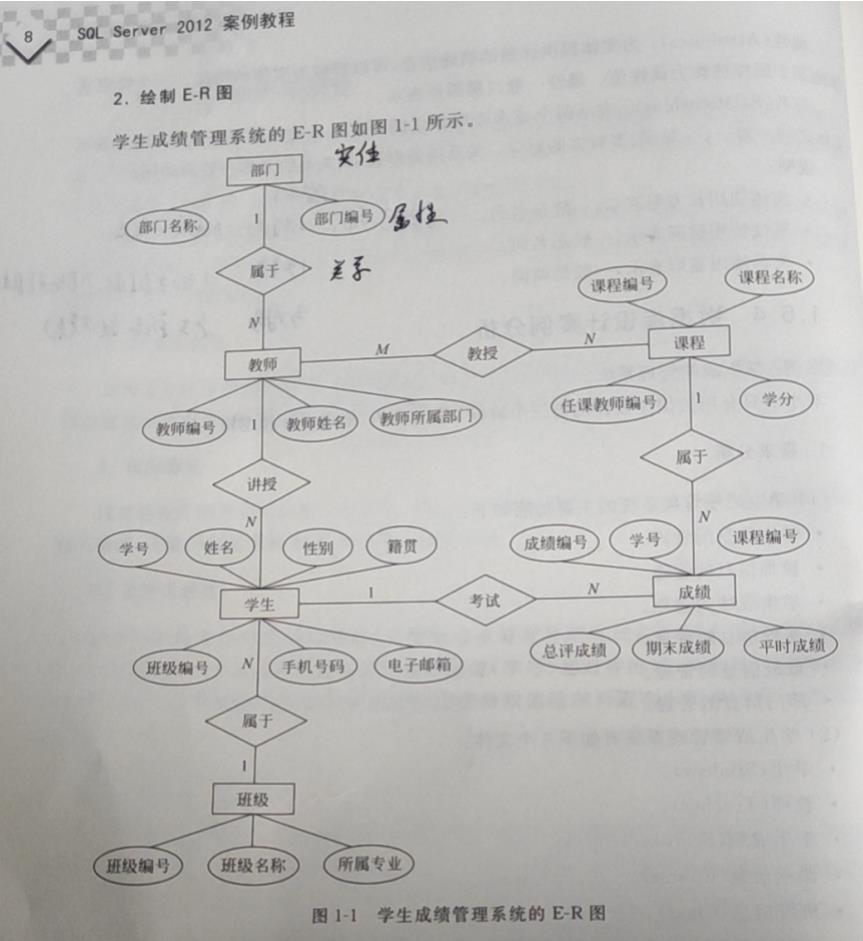 8 SQL Server 2012 案例教程
2. 绘制 E-R 图
学生成绩管理系统的 E-R 图如图 1-1 所示。
部门 实体
部门名称 1 部门编号 属性
属于 关系
课程编号 课程名称
N
教师 M 教授 N 课程
教师编号 1 教师姓名 教师所属部门 任课教师编号 1 学分
讲授 属于
N N
学号 姓名 性别 籍贯 成绩编号 学号 课程编号
学生 1 考试 N 成绩
班级编号 N 手机号码 电子邮箱 总评成绩 期末成绩 平时成绩
属于
1
班级
班级编号 班级名称 所属专业
图 1-1 学生成绩管理系统的 E-R 图